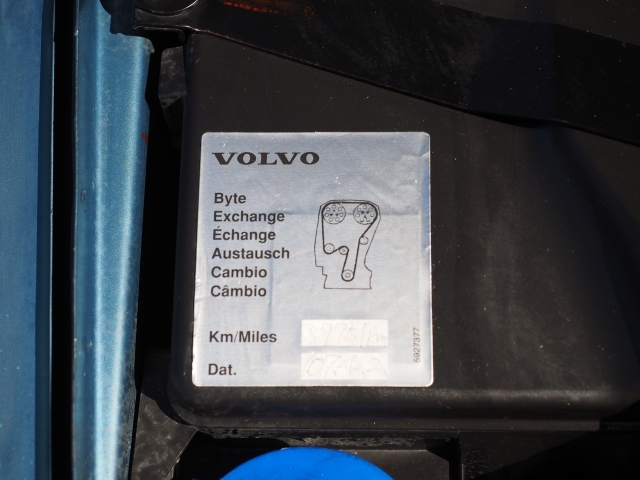 VOLVO
Byte
Exchange
Échange
Austausch
Cambio
Câmbio
Km/Miles
Dat.
5927377